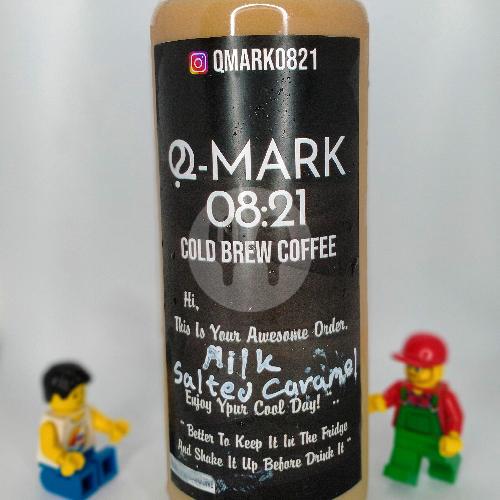 QMARK0821
Q-MARK
08:21
COLD BREW COFFEE
Hi,
This Is Your Awesome Order.
Milk
Salted Caramel
Enjoy Ypur Cool Day! "
" Better To Keep It In The Fridge
And Shake It Up Before Drink It "